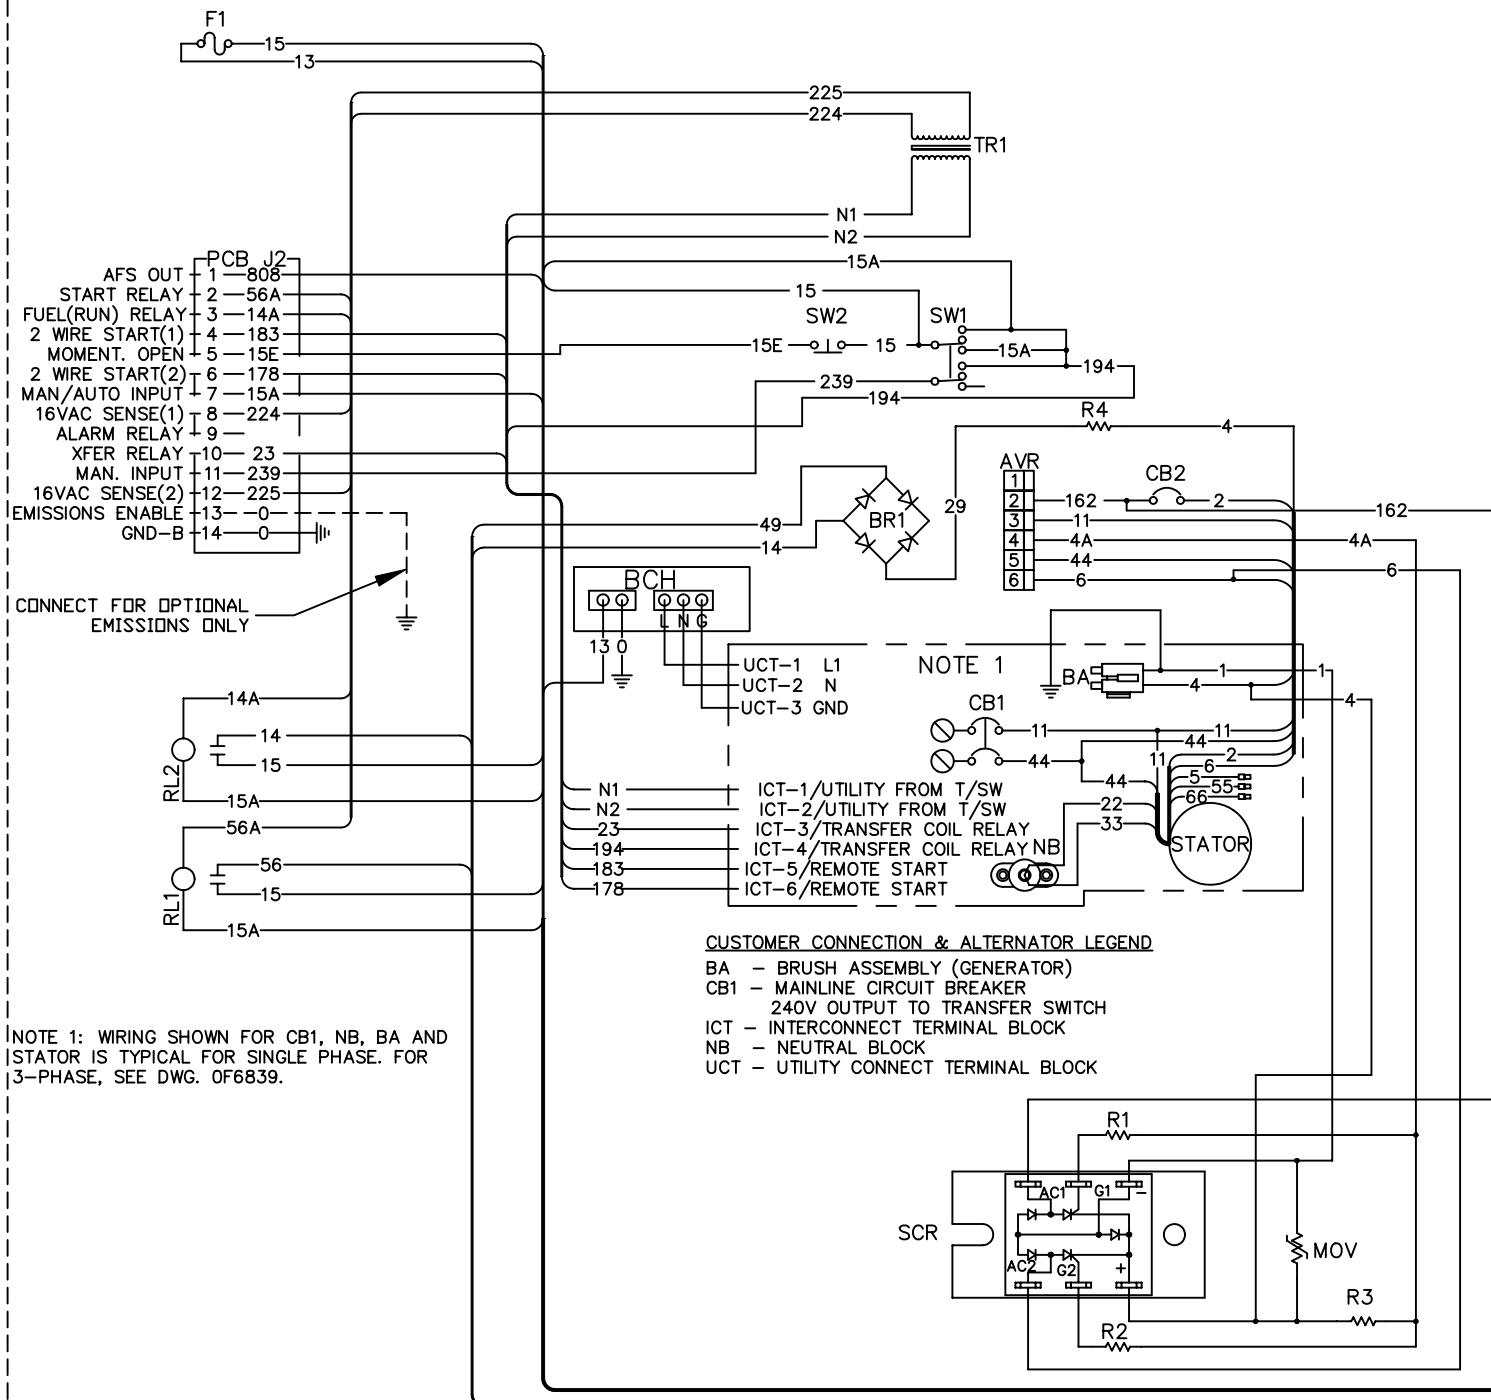 F1
15
13
225
224
TR1
N1
N2
15A
15
SW2
SW1
PCB J2
AFS OUT 1 808
START RELAY 2 56A
FUEL(RUN) RELAY 3 14A
2 WIRE START(1) 4 183
MOMENT. OPEN 5 15E
2 WIRE START(2) 6 178
MAN/AUTO INPUT 7 15A
16VAC SENSE(1) 8 224
ALARM RELAY 9
XFER RELAY 10 23
MAN. INPUT 11 239
16VAC SENSE(2) 12 225
EMISSIONS ENABLE 13 0
GND-B 14 0
15E
15
15A
194
239
194
R4
4
AVR
1
2
3
4
5
6
162
11
4A
44
6
CB2
2
162
4A
6
29
BR1
49
14
CONNECT FOR OPTIONAL
EMISSIONS ONLY
BCH
L N G
13 0
UCT-1 L1
UCT-2 N
UCT-3 GND
NOTE 1
BA
1
1
4
4
CB1
11
11
44
44
11
2
6
44
5
55
66
22
33
STATOR
NB
14A
14
15
RL2
15A
56A
56
15
RL1
15A
N1 ICT-1/UTILITY FROM T/SW
N2 ICT-2/UTILITY FROM T/SW
23 ICT-3/TRANSFER COIL RELAY
194 ICT-4/TRANSFER COIL RELAY
183 ICT-5/REMOTE START
178 ICT-6/REMOTE START
CUSTOMER CONNECTION & ALTERNATOR LEGEND
BA - BRUSH ASSEMBLY (GENERATOR)
CB1 - MAINLINE CIRCUIT BREAKER
240V OUTPUT TO TRANSFER SWITCH
ICT - INTERCONNECT TERMINAL BLOCK
NB - NEUTRAL BLOCK
UCT - UTILITY CONNECT TERMINAL BLOCK
NOTE 1: WIRING SHOWN FOR CB1, NB, BA AND
STATOR IS TYPICAL FOR SINGLE PHASE. FOR
3-PHASE, SEE DWG. 0F6839.
R1
SCR
AC1
G1
-
AC2
G2
+
MOV
R3
R2